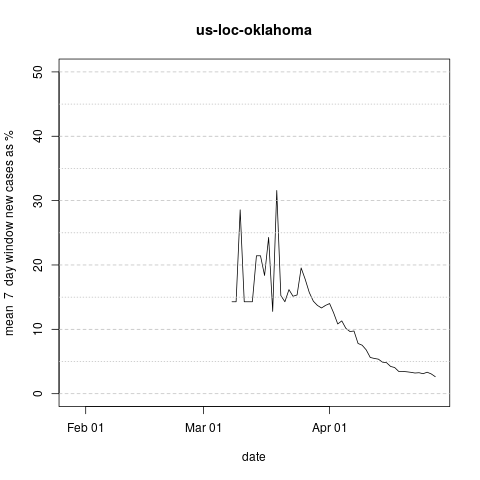 us-loc-oklahoma
mean  7  day window new cases as %
50
40
30
20
10
0
Feb 01
Mar 01
Apr 01
date